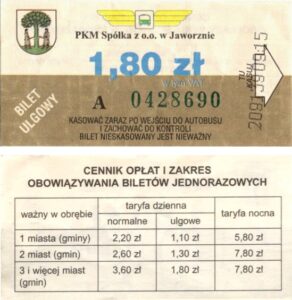 PKM Spółka z o.o. w Jaworznie
1,80 zł
w tym VAT
BILET
ULGOWY
A 0428690
TU
KASUJ
KASOWAĆ ZARAZ PO WEJŚCIU DO AUTOBUSU
I ZACHOWAĆ DO KONTROLI
BILET NIESKASOWANY JEST NIEWAŻNY
CENNIK OPŁAT I ZAKRES
OBOWIĄZYWANIA BILETÓW JEDNORAZOWYCH
ważny w obrębie taryfa dzienna taryfa nocna
normalne ulgowe
1 miasta (gminy) 2,20 zł 1,10 zł 5,80 zł
2 miast (gmin) 2,60 zł 1,30 zł 7,80 zł
3 i więcej miast (gmin) 3,60 zł 1,80 zł 7,80 zł